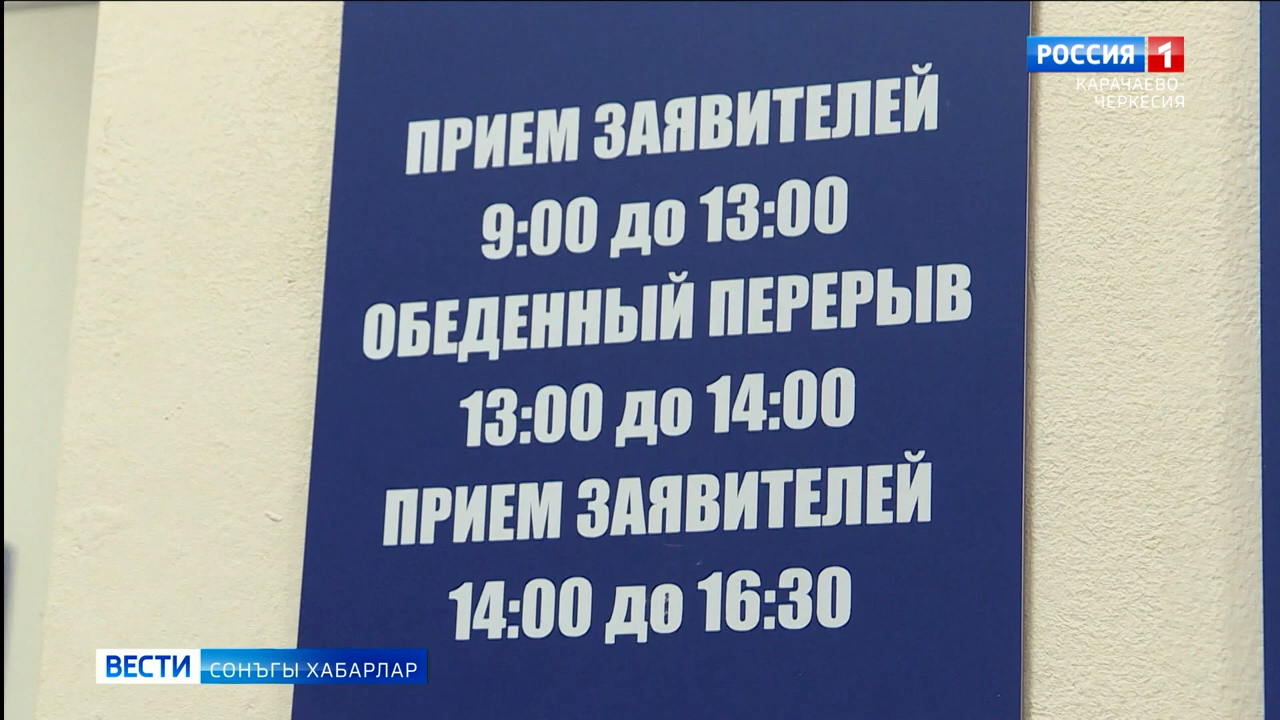 РОССИЯ 1
КАРАЧАЕВО-
ЧЕРКЕСИЯ
ПРИЕМ ЗАЯВИТЕЛЕЙ
9:00 до 13:00
ОБЕДЕННЫЙ ПЕРЕРЫВ
13:00 до 14:00
ПРИЕМ ЗАЯВИТЕЛЕЙ
14:00 до 16:30
ВЕСТИ СОНЪГЫ ХАБАРЛАР